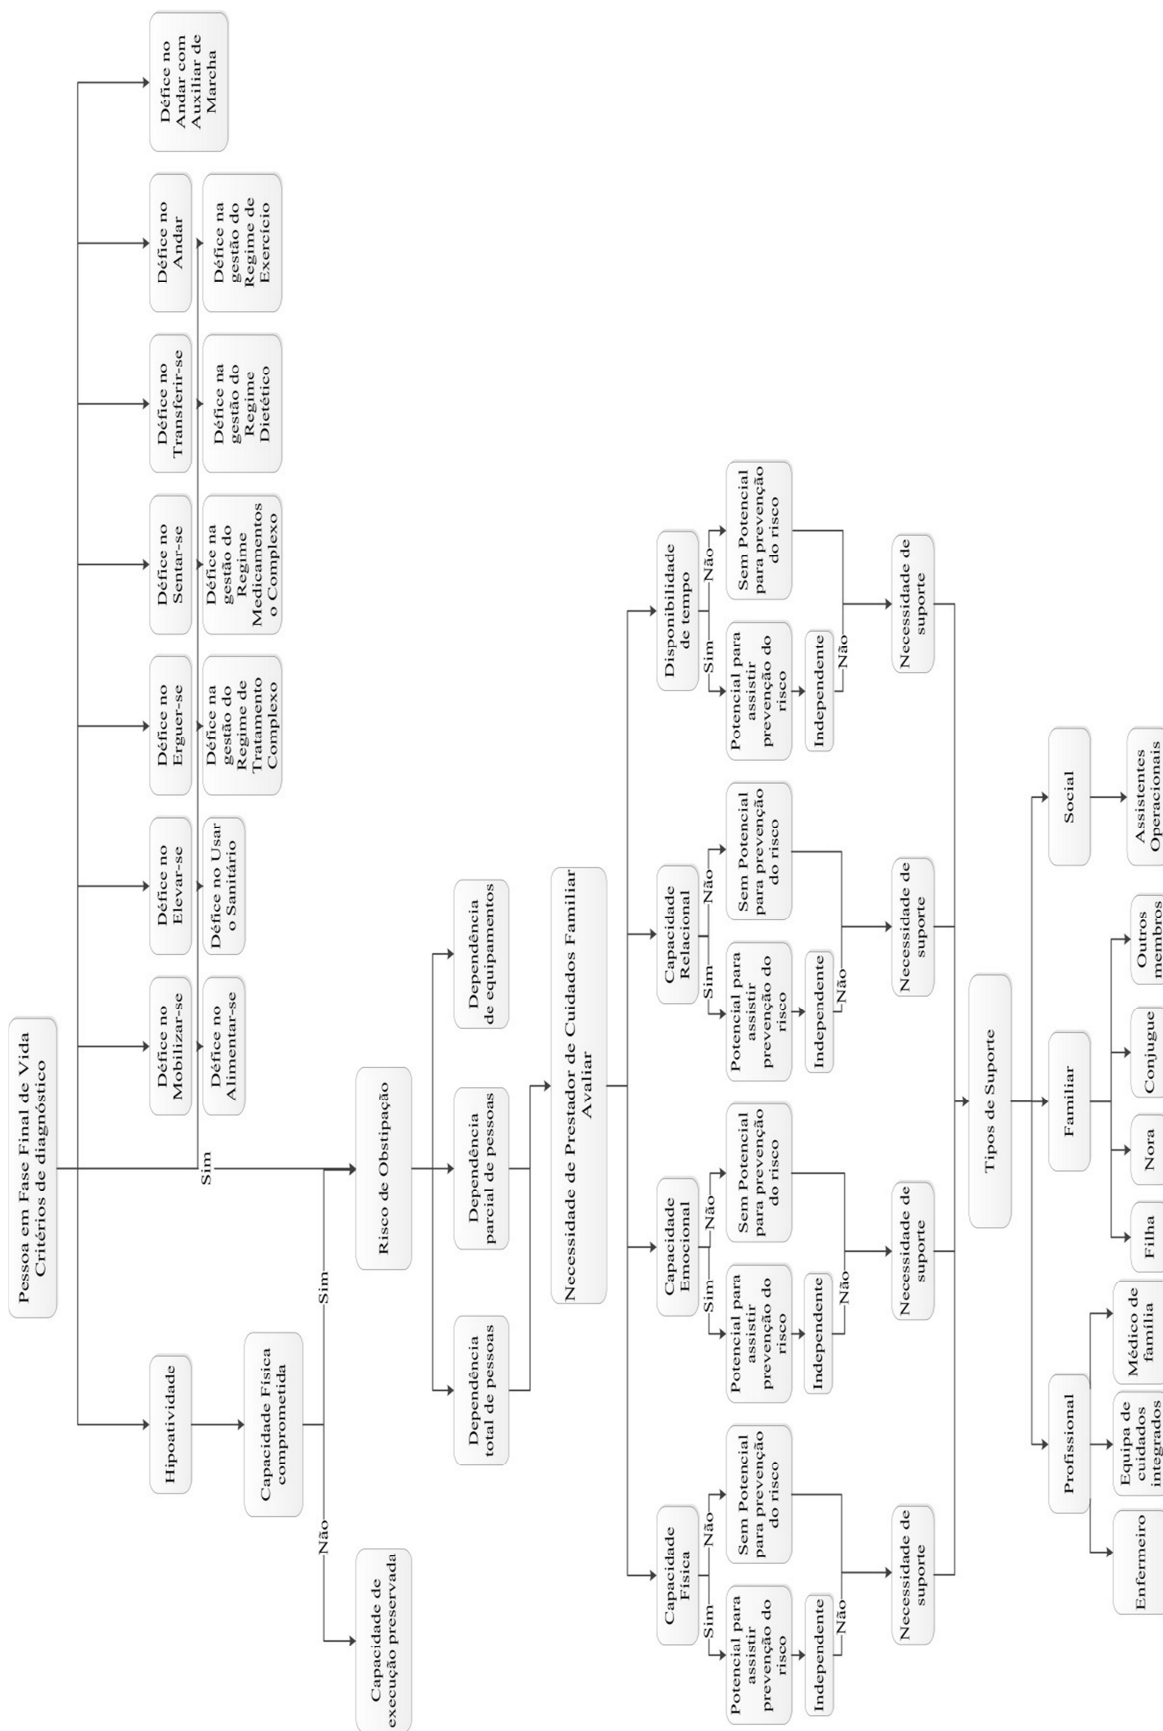 Pessoa em Fase Final de Vida
Critérios de diagnóstico
Hipoatividade
Défice no
Mobilizar-se
Défice no
Elevar-se
Défice no
Erguer-se
Défice no
Sentar-se
Défice no
Transferir-se
Défice no
Andar
Défice no
Andar com
Auxiliar de
Marcha
Défice no
Alimentar-se
Défice no Usar
o Sanitário
Défice na
gestão do
Regime de
Tratamento
Complexo
Défice na
gestão do
Regime
Medicamentos
o Complexo
Défice na
gestão do
Regime
Dietético
Défice na
gestão do
Regime de
Exercício
Sim
Capacidade Física
comprometida
Não
Sim
Capacidade de
execução preservada
Risco de Obstipação
Dependência
total de pessoas
Dependência
parcial de pessoas
Dependência
de equipamentos
Necessidade de Prestador de Cuidados Familiar
Avaliar
Capacidade
Física
Capacidade
Emocional
Capacidade
Relacional
Disponibilidade
de tempo
Sim
Não
Sim
Não
Sim
Não
Sim
Não
Potencial para
assistir
prevenção do
risco
Sem Potencial
para prevenção
do risco
Potencial para
assistir
prevenção do
risco
Sem Potencial
para prevenção
do risco
Potencial para
assistir
prevenção do
risco
Sem Potencial
para prevenção
do risco
Potencial para
assistir
prevenção do
risco
Sem Potencial
para prevenção
do risco
Independente
Independente
Independente
Independente
Não
Não
Não
Não
Necessidade de
suporte
Necessidade de
suporte
Necessidade de
suporte
Necessidade de
suporte
Tipos de Suporte
Profissional
Familiar
Social
Enfermeiro
Equipa de
cuidados
integrados
Médico de
família
Filha
Nora
Conjugue
Outros
membros
Assistentes
Operacionais